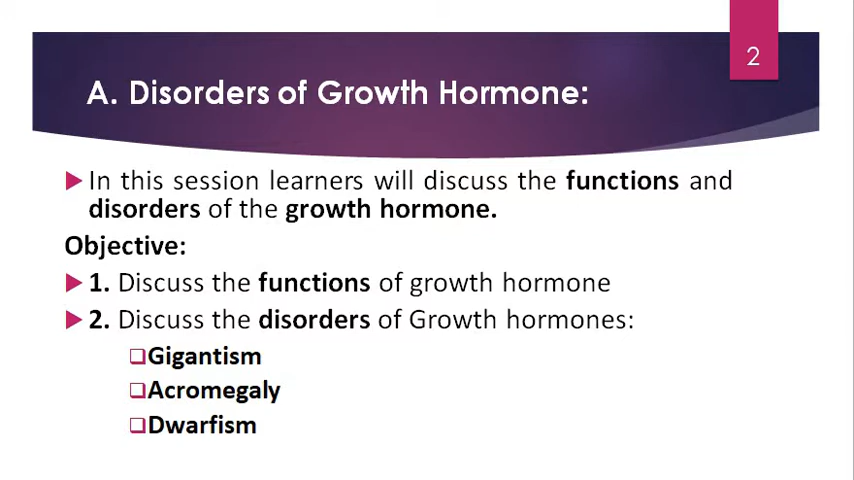 2
A. Disorders of Growth Hormone:
In this session learners will discuss the functions and
disorders of the growth hormone.
Objective:
1. Discuss the functions of growth hormone
2. Discuss the disorders of Growth hormones:
Gigantism
Acromegaly
Dwarfism